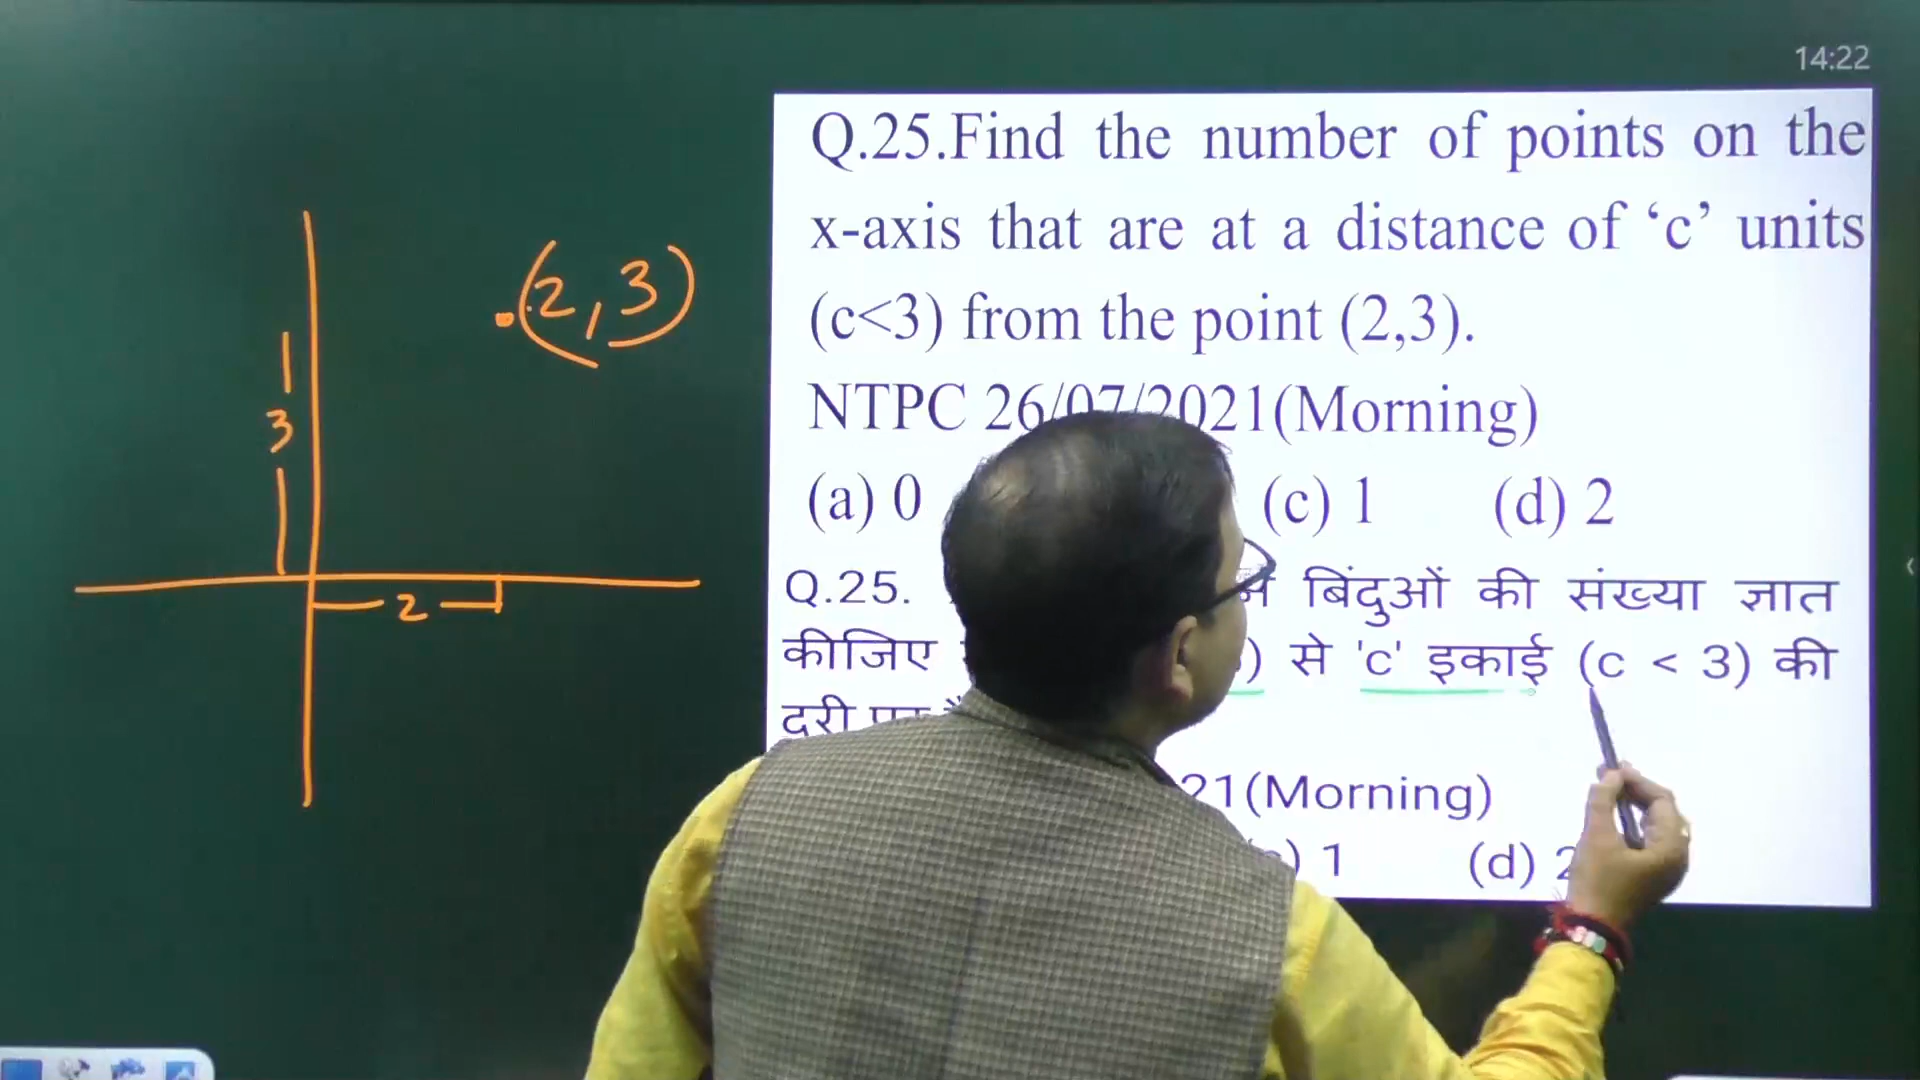 14:22
Q.25.Find the number of points on the
x-axis that are at a distance of ‘c’ units
(c<3) from the point (2,3).
NTPC 26/07/2021(Morning)
(a) 0 (c) 1 (d) 2
Q.25. बिंदुओं की संख्या ज्ञात
कीजिए से 'c' इकाई (c < 3) की
दूरी पर
21(Morning)
1 (d) 2
(2,3)
3
2